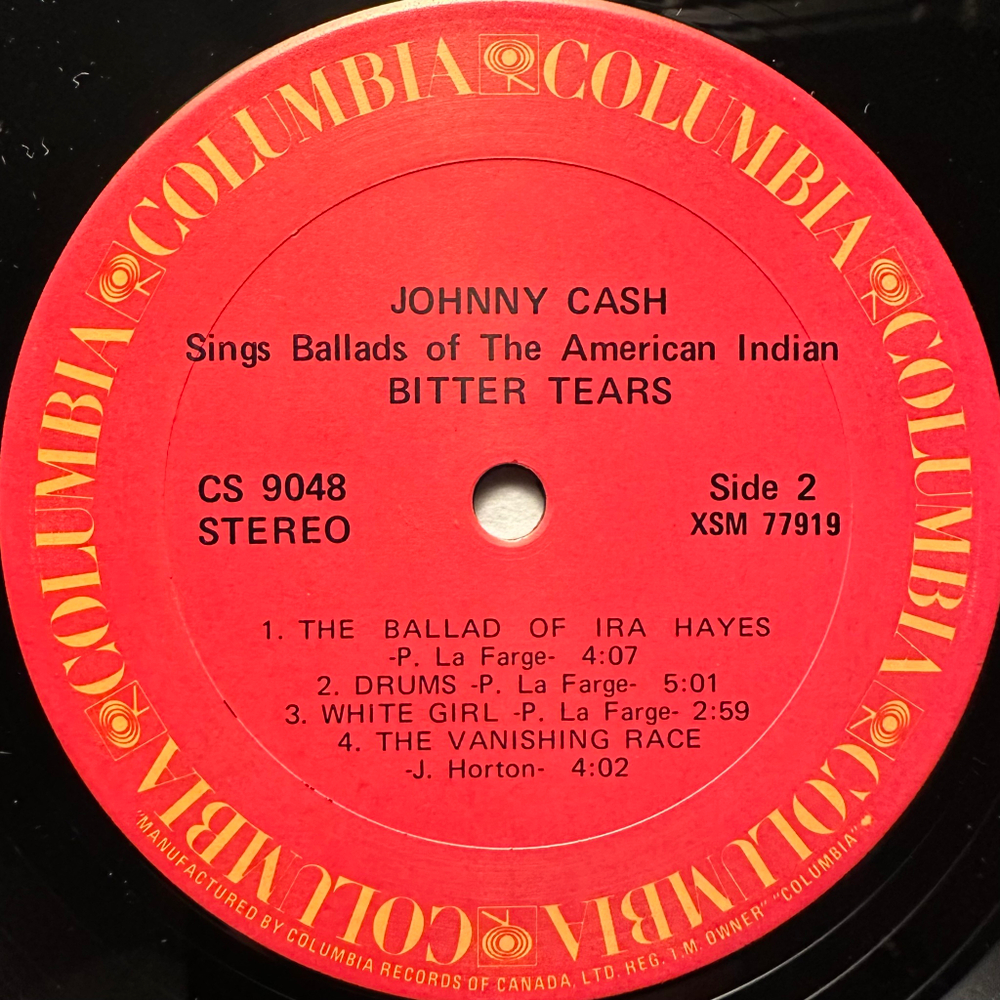 COLUMBIA COLUMBIA COLUMBIA COLUMBIA COLUMBIA COLUMBIA
JOHNNY CASH
Sings Ballads of The American Indian
BITTER TEARS
CS 9048
STEREO
Side 2
XSM 77919
1. THE BALLAD OF IRA HAYES
-P. La Farge- 4:07
2. DRUMS -P. La Farge- 5:01
3. WHITE GIRL -P. La Farge- 2:59
4. THE VANISHING RACE
-J. Horton- 4:02
"MANUFACTURED BY COLUMBIA RECORDS OF CANADA, LTD. REG. T.M. OWNER" "COLUMBIA"